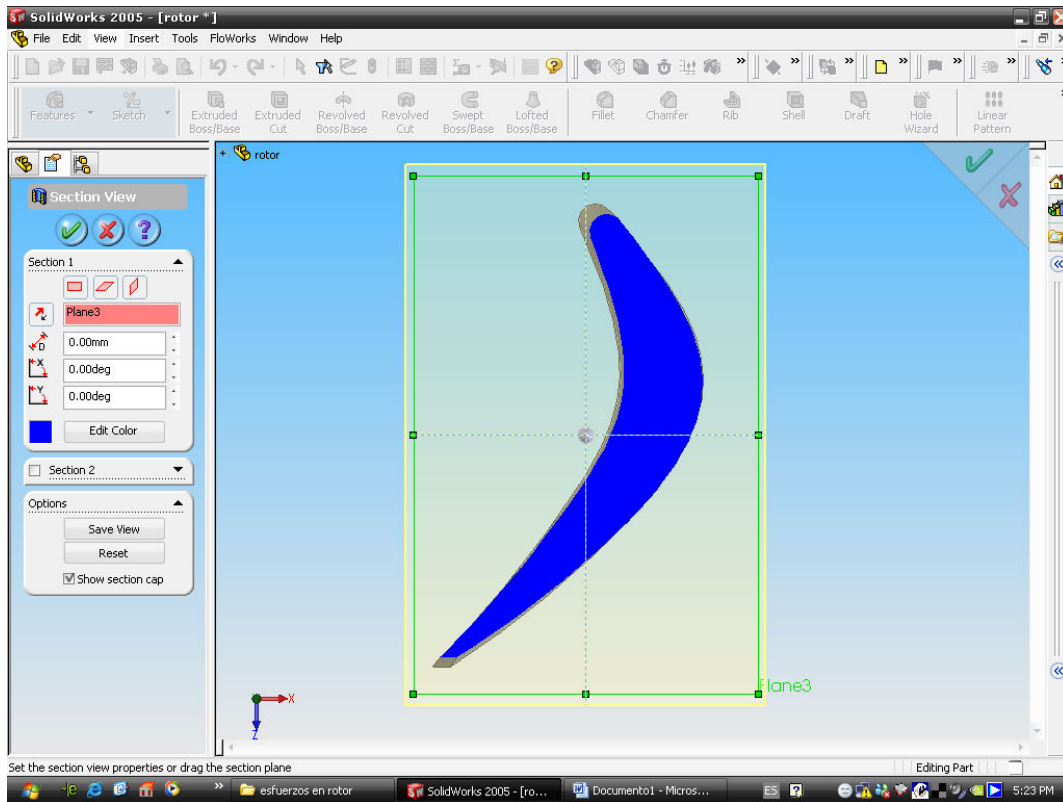 SolidWorks 2005 - [rotor *]
File Edit View Insert Tools FloWorks Window Help
Features Sketch Extruded Boss/Base Extruded Cut Revolved Boss/Base Revolved Cut Swept Boss/Base Lofted Boss/Base Fillet Chamfer Rib Shell Draft Hole Wizard Linear Pattern
rotor
Section View
Section 1
Plane3
0.00mm
0.00deg
0.00deg
Edit Color
Section 2
Options
Save View
Reset
Show section cap
Plane3
X
Z
Set the section view properties or drag the section plane
Editing Part
esfuerzos en rotor
SolidWorks 2005 - [ro...
Documento1 - Micros...
ES
5:23 PM